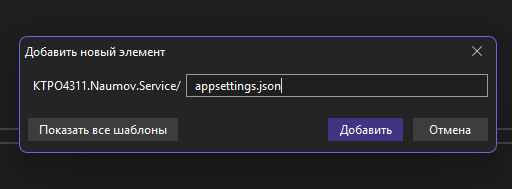 Добавить новый элемент
KTPO4311.Naumov.Service/ appsettings.json
Показать все шаблоны Добавить Отмена